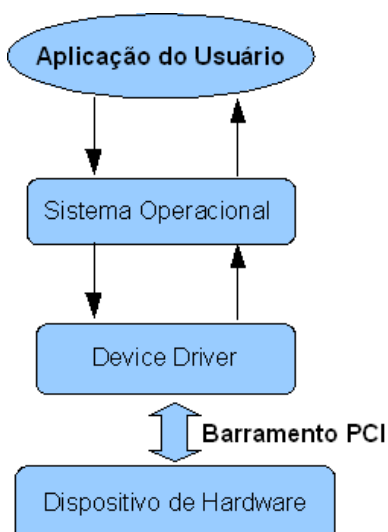 Aplicação do Usuário
Sistema Operacional
Device Driver
Barramento PCI
Dispositivo de Hardware